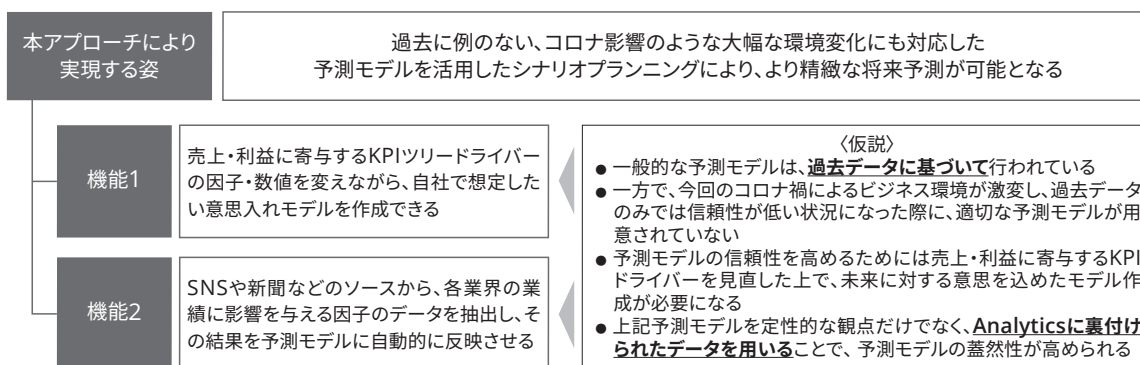 本アプローチにより
実現する姿
過去に例のない、コロナ影響のような大幅な環境変化にも対応した
予測モデルを活用したシナリオプランニングにより、より精緻な将来予測が可能となる
機能1
売上・利益に寄与するKPIツリードライバー
の因子・数値を変えながら、自社で想定した
い意思入れモデルを作成できる
機能2
SNSや新聞などのソースから、各業界の業
績に影響を与える因子のデータを抽出し、そ
の結果を予測モデルに自動的に反映させる
〈仮説〉
● 一般的な予測モデルは、過去データに基づいて行われている
● 一方で、今回のコロナ禍によるビジネス環境が激変し、過去データ
のみでは信頼性が低い状況になった際に、適切な予測モデルが用
意されていない
● 予測モデルの信頼性を高めるためには売上・利益に寄与するKPI
ドライバーを見直した上で、未来に対する意思を込めたモデル作
成が必要になる
● 上記予測モデルを定性的な観点だけでなく、Analyticsに裏付け
られたデータを用いることで、予測モデルの蓋然性が高められる